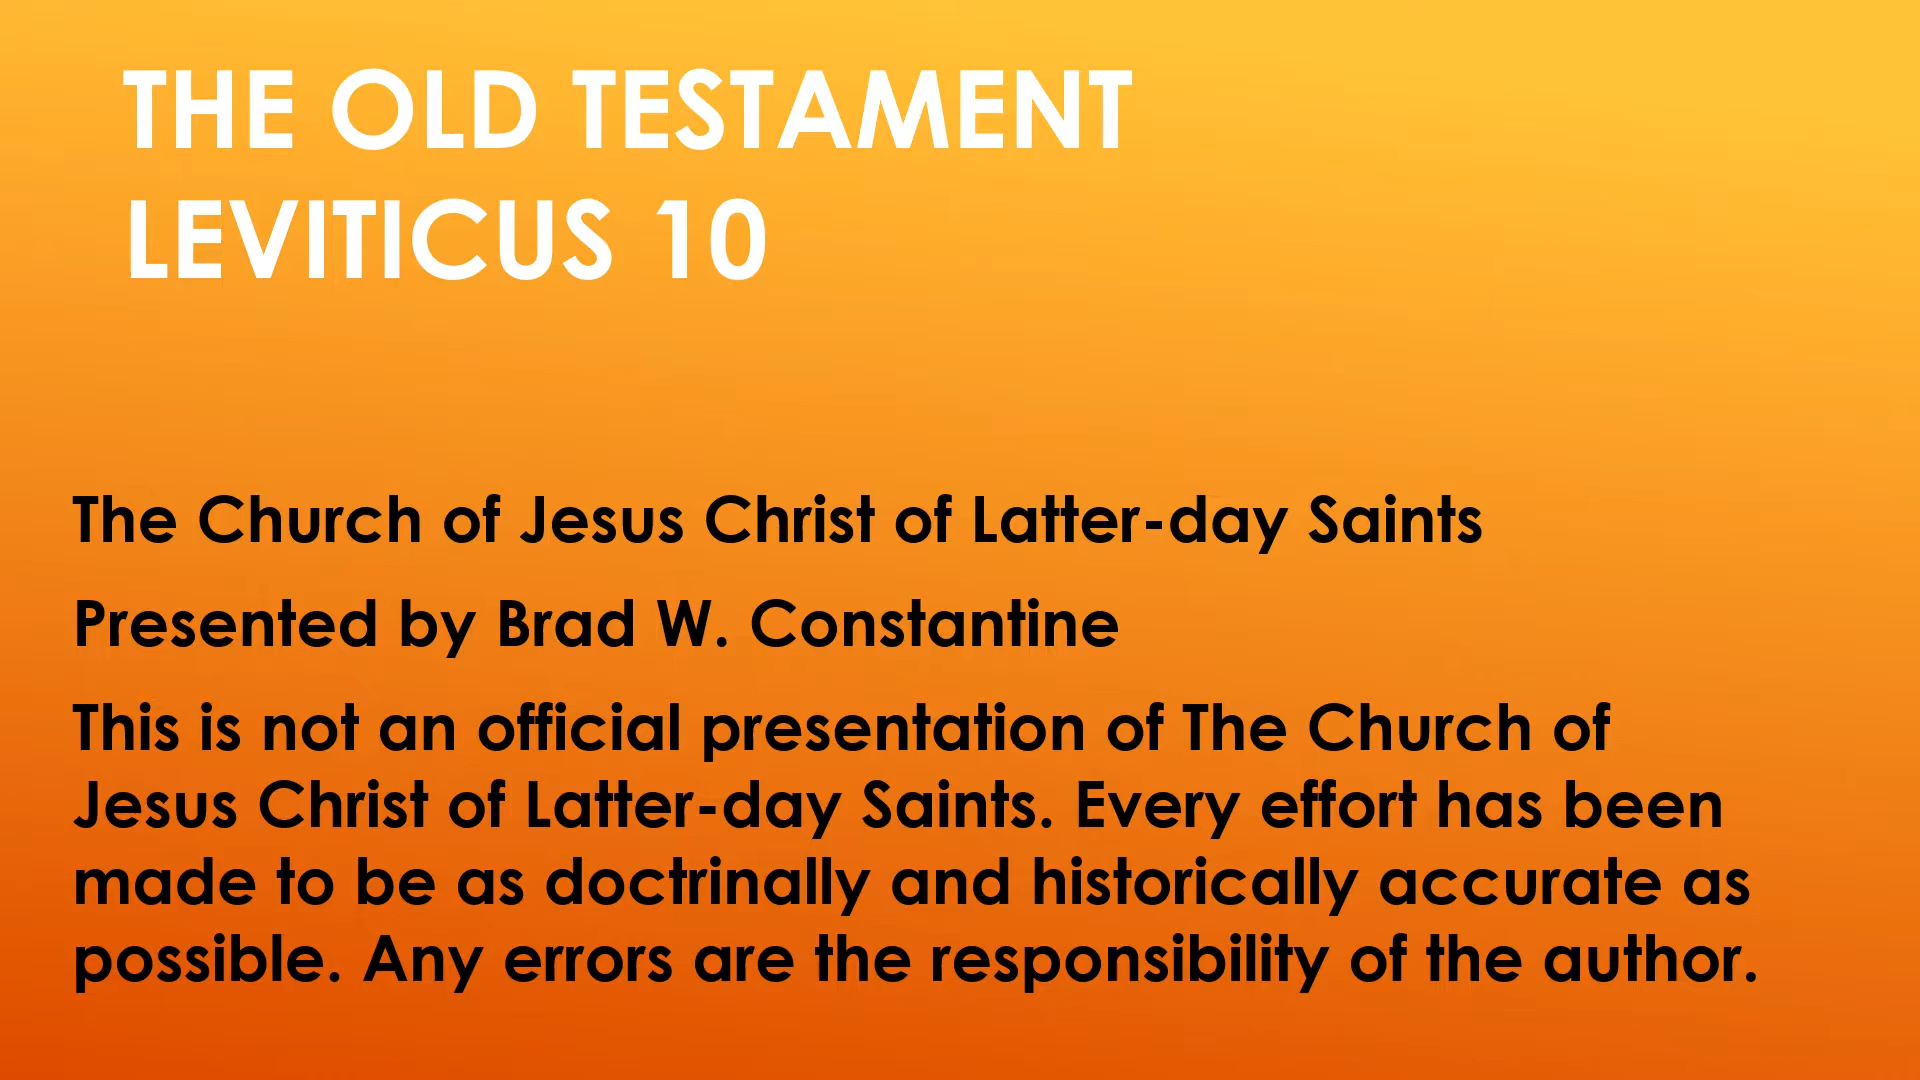 THE OLD TESTAMENT
LEVITICUS 10
The Church of Jesus Christ of Latter-day Saints
Presented by Brad W. Constantine
This is not an official presentation of The Church of
Jesus Christ of Latter-day Saints. Every effort has been
made to be as doctrinally and historically accurate as
possible. Any errors are the responsibility of the author.